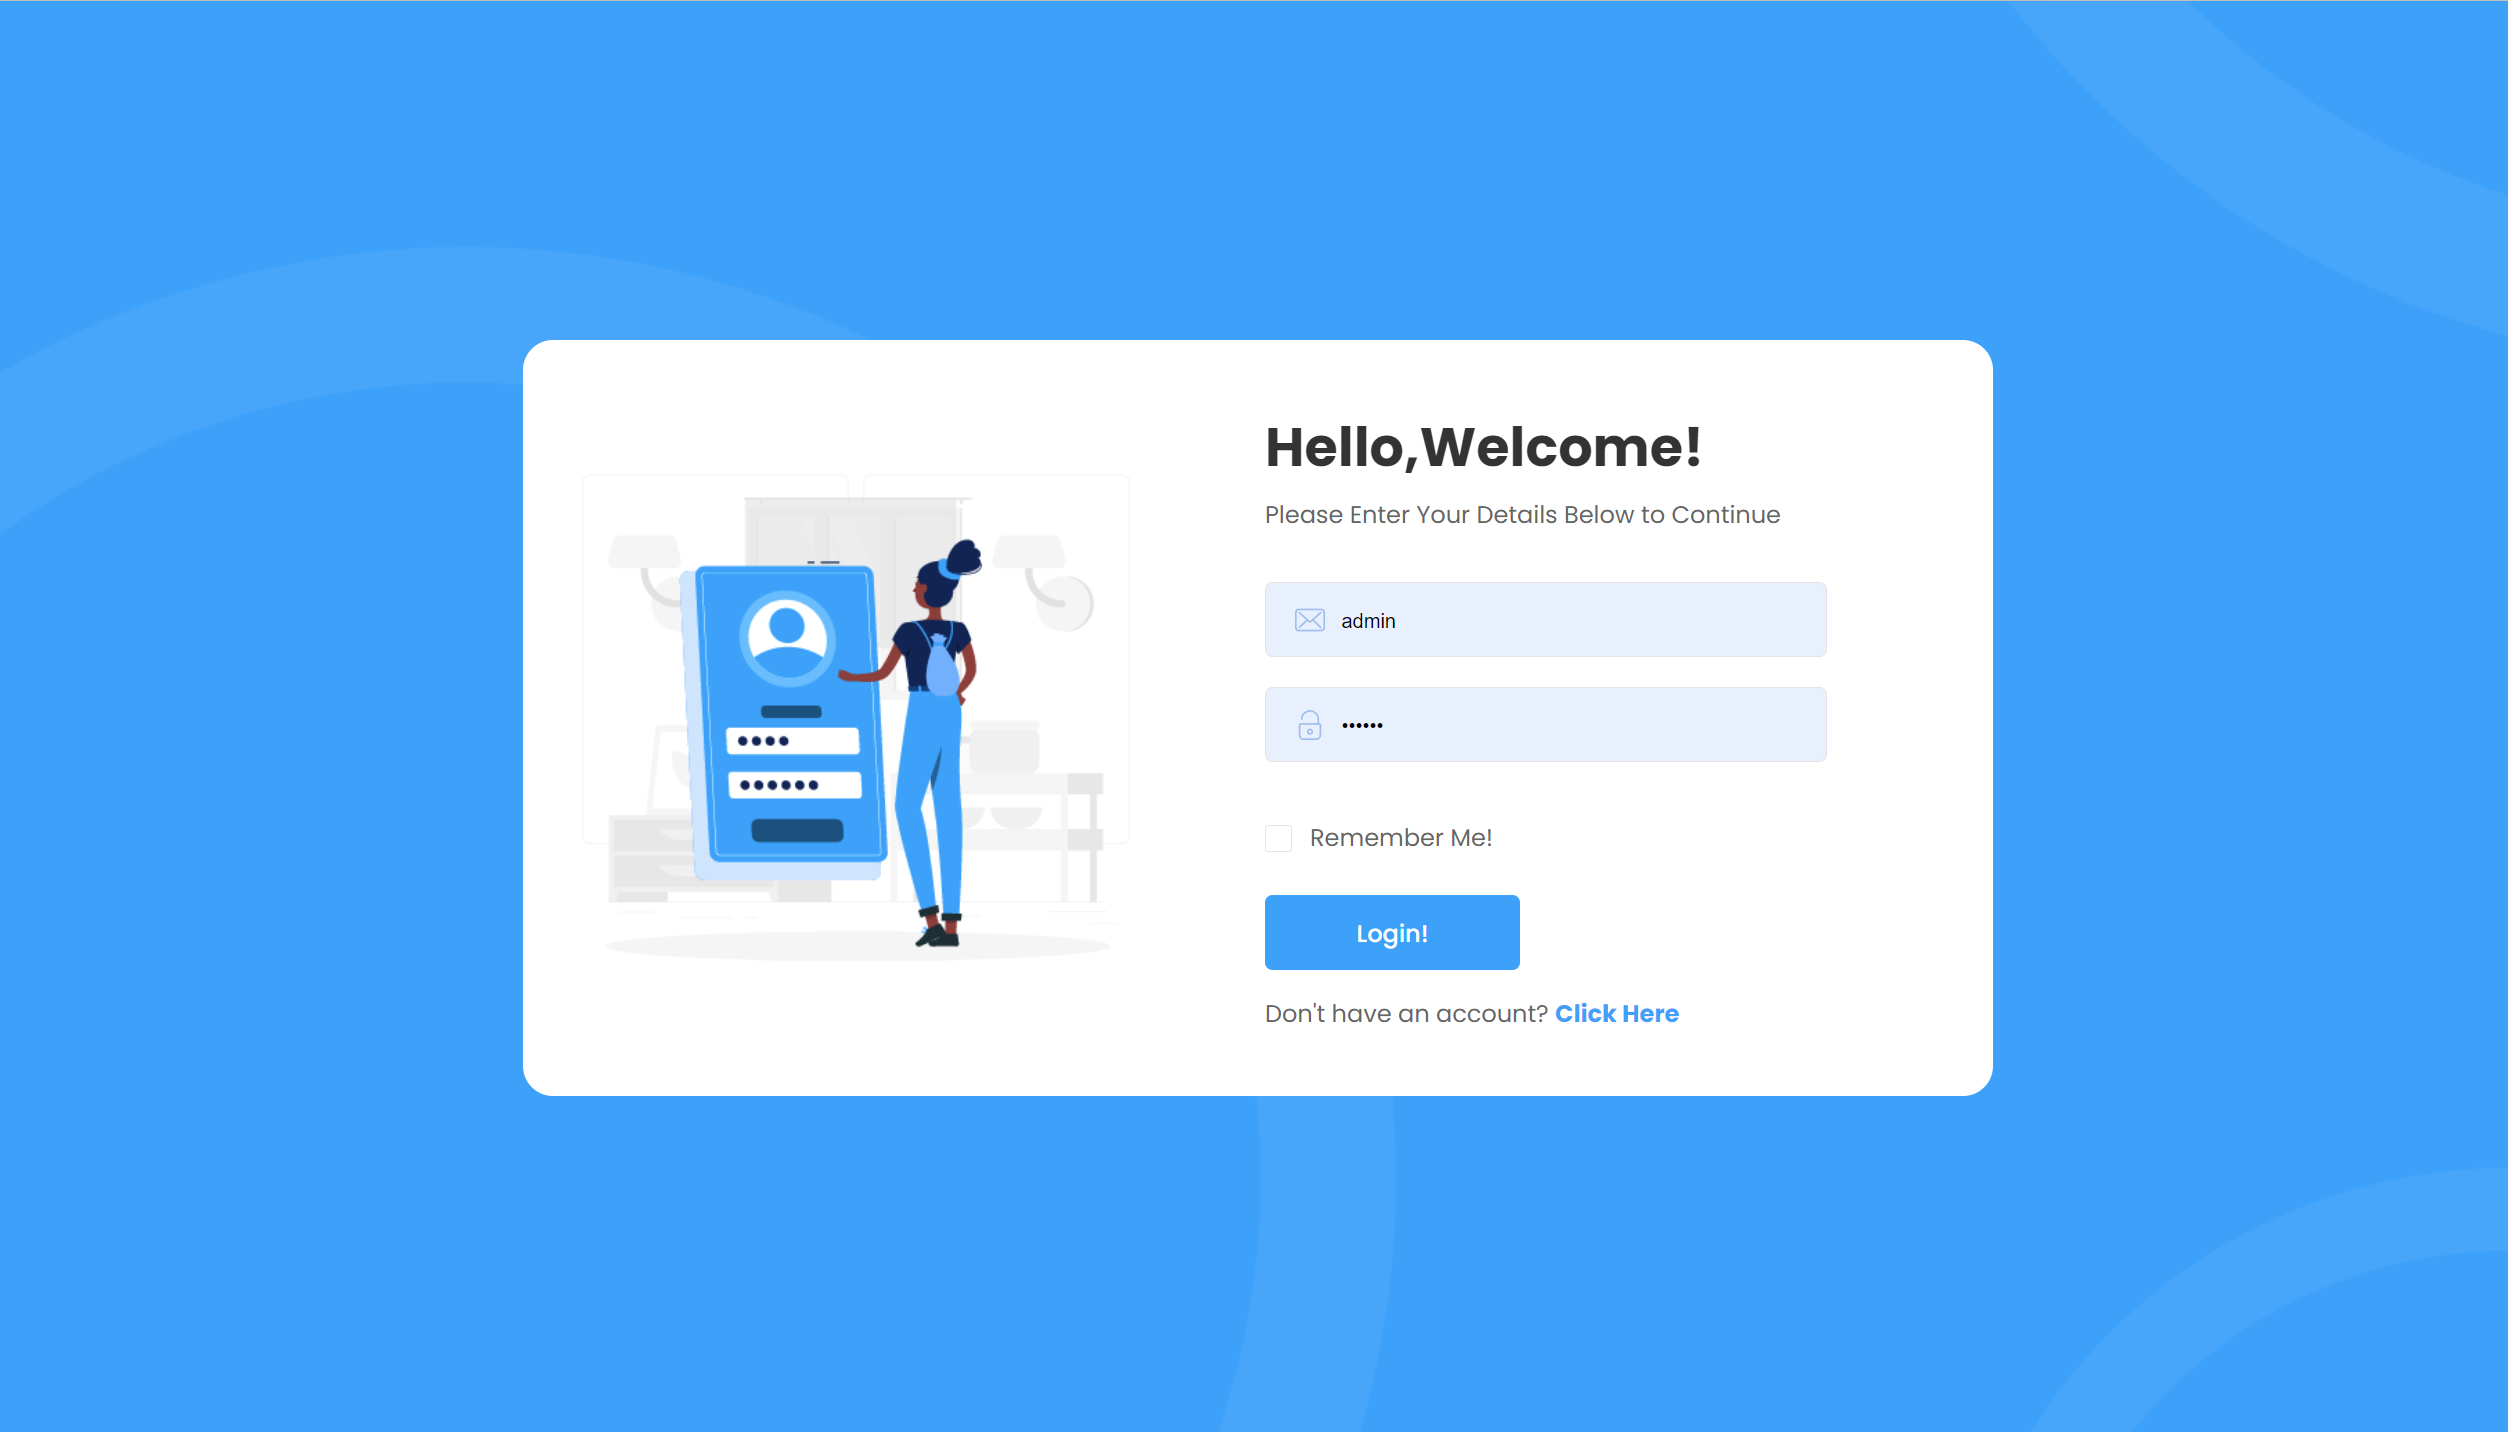 Hello,Welcome!
Please Enter Your Details Below to Continue
admin
••••••
Remember Me!
Login!
Don't have an account? Click Here